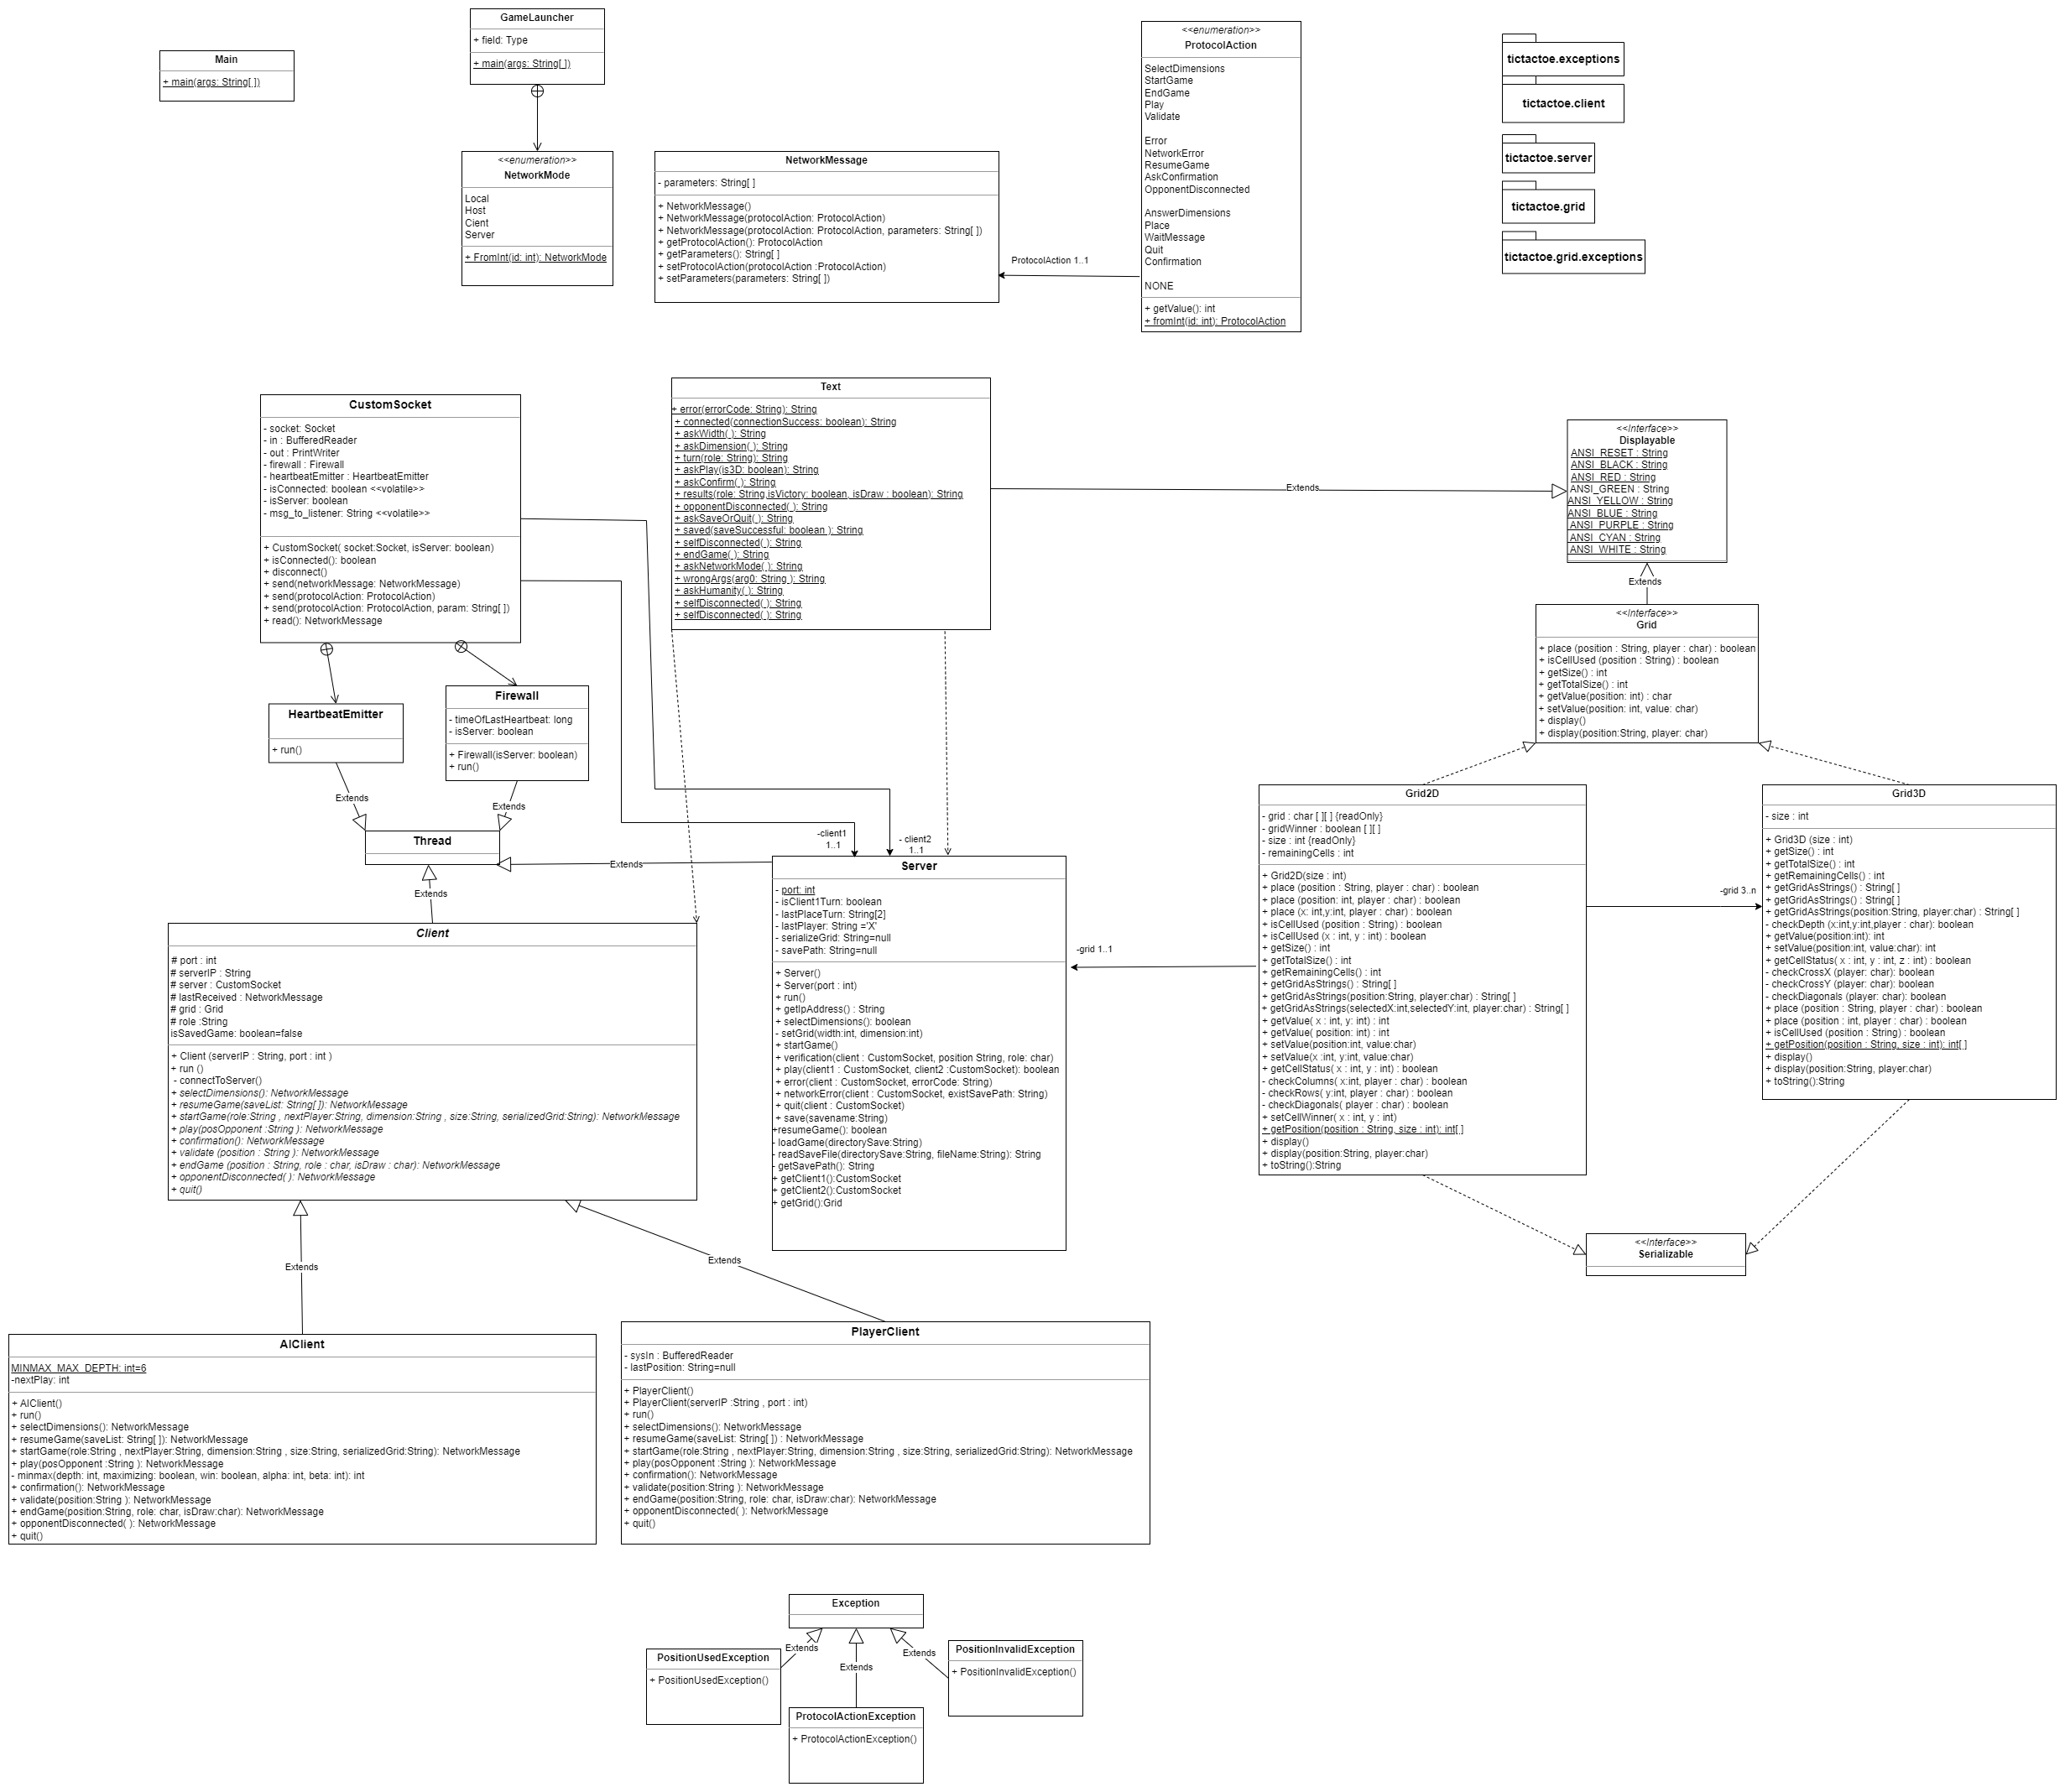 Main
+ main(args: String[ ])
GameLauncher
+ field: Type
+ main(args: String[ ])
<<enumeration>>
NetworkMode
Local
Host
Cient
Server
+ FromInt(id: int): NetworkMode
NetworkMessage
- parameters: String[ ]
+ NetworkMessage()
+ NetworkMessage(protocolAction: ProtocolAction)
+ NetworkMessage(protocolAction: ProtocolAction, parameters: String[ ])
+ getProtocolAction(): ProtocolAction
+ getParameters(): String[ ]
+ setProtocolAction(protocolAction :ProtocolAction)
+ setParameters(parameters: String[ ])
ProtocolAction 1..1
<<enumeration>>
ProtocolAction
SelectDimensions
StartGame
EndGame
Play
Validate
Error
NetworkError
ResumeGame
AskConfirmation
OpponentDisconnected
AnswerDimensions
Place
WaitMessage
Quit
Confirmation
NONE
+ getValue(): int
+ fromInt(id: int): ProtocolAction
tictactoe.exceptions
tictactoe.client
tictactoe.server
tictactoe.grid
tictactoe.grid.exceptions
CustomSocket
- socket: Socket
- in : BufferedReader
- out : PrintWriter
- firewall : Firewall
- heartbeatEmitter : HeartbeatEmitter
- isConnected: boolean <<volatile>>
- isServer: boolean
- msg_to_listener: String <<volatile>>
+ CustomSocket( socket:Socket, isServer: boolean)
+ isConnected(): boolean
+ disconnect()
+ send(networkMessage: NetworkMessage)
+ send(protocolAction: ProtocolAction)
+ send(protocolAction: ProtocolAction, param: String[ ])
+ read(): NetworkMessage
Text
+ error(errorCode: String): String
+ connected(connectionSuccess: boolean): String
+ askWidth( ): String
+ askDimension( ): String
+ turn(role: String): String
+ askPlay(is3D: boolean): String
+ askConfirm( ): String
+ results(role: String,isVictory: boolean, isDraw : boolean): String
+ opponentDisconnected( ): String
+ askSaveOrQuit( ): String
+ saved(saveSuccessful: boolean ): String
+ selfDisconnected( ): String
+ endGame( ): String
+ askNetworkMode( ): String
+ wrongArgs(arg0: String ): String
+ askHumanity( ): String
+ selfDisconnected( ): String
+ selfDisconnected( ): String
Extends
<<Interface>>
Displayable
ANSI_RESET : String
ANSI_BLACK : String
ANSI_RED : String
ANSI_GREEN : String
ANSI_YELLOW : String
ANSI_BLUE : String
ANSI_PURPLE : String
ANSI_CYAN : String
ANSI_WHITE : String
Extends
<<Interface>>
Grid
+ place (position : String, player : char) : boolean
+ isCellUsed (position : String) : boolean
+ getSize() : int
+ getTotalSize() : int
+ getValue(position: int) : char
+ setValue(position: int, value: char)
+ display()
+ display(position:String, player: char)
HeartbeatEmitter
+ run()
Firewall
- timeOfLastHeartbeat: long
- isServer: boolean
+ Firewall(isServer: boolean)
+ run()
Extends
Extends
Thread
Extends
Extends
-client1
1..1
- client2
1..1
Server
- port: int
- isClient1Turn: boolean
- lastPlaceTurn: String[2]
- lastPlayer: String ='X'
- serializeGrid: String=null
- savePath: String=null
+ Server()
+ Server(port : int)
+ run()
+ getIpAddress() : String
+ selectDimensions(): boolean
- setGrid(width:int, dimension:int)
+ startGame()
+ verification(client : CustomSocket, position String, role: char)
+ play(client1 : CustomSocket, client2 :CustomSocket): boolean
+ error(client : CustomSocket, errorCode: String)
+ networkError(client : CustomSocket, existSavePath: String)
+ quit(client : CustomSocket)
+ save(savename:String)
+resumeGame(): boolean
- loadGame(directorySave:String)
- readSaveFile(directorySave:String, fileName:String): String
- getSavePath(): String
+ getClient1():CustomSocket
+ getClient2():CustomSocket
+ getGrid():Grid
-grid 1..1
Grid2D
- grid : char [ ][ ] {readOnly}
- gridWinner : boolean [ ][ ]
- size : int {readOnly}
- remainingCells : int
+ Grid2D(size : int)
+ place (position : String, player : char) : boolean
+ place (position: int, player : char) : boolean
+ place (x: int,y:int, player : char) : boolean
+ isCellUsed (position : String) : boolean
+ isCellUsed (x : int, y : int) : boolean
+ getSize() : int
+ getTotalSize() : int
+ getRemainingCells() : int
+ getGridAsStrings() : String[ ]
+ getGridAsStrings(position:String, player:char) : String[ ]
+ getGridAsStrings(selectedX:int,selectedY:int, player:char) : String[ ]
+ getValue( x : int, y: int) : int
+ getValue( position: int) : int
+ setValue(position:int, value:char)
+ setValue(x :int, y:int, value:char)
+ getCellStatus( x : int, y : int) : boolean
- checkColumns( x:int, player : char) : boolean
- checkRows( y:int, player : char) : boolean
- checkDiagonals( player : char) : boolean
+ setCellWinner( x : int, y : int)
+ getPosition(position : String, size : int): int[ ]
+ display()
+ display(position:String, player:char)
+ toString():String
-grid 3..n
Grid3D
- size : int
+ Grid3D (size : int)
+ getSize() : int
+ getTotalSize() : int
+ getRemainingCells() : int
+ getGridAsStrings() : String[ ]
+ getGridAsStrings() : String[ ]
+ getGridAsStrings(position:String, player:char) : String[ ]
- checkDepth (x:int,y:int,player : char): boolean
+ getValue(position:int): int
+ setValue(position:int, value:char): int
+ getCellStatus( x : int, y : int, z : int) : boolean
- checkCrossX (player: char): boolean
- checkCrossY (player: char): boolean
- checkDiagonals (player: char): boolean
+ place (position : String, player : char) : boolean
+ place (position : int, player : char) : boolean
+ isCellUsed (position : String) : boolean
+ getPosition(position : String, size : int): int[ ]
+ display()
+ display(position:String, player:char)
+ toString():String
<<Interface>>
Serializable
Client
# port : int
# serverIP : String
# server : CustomSocket
# lastReceived : NetworkMessage
# grid : Grid
# role :String
isSavedGame: boolean=false
+ Client (serverIP : String, port : int )
+ run ()
- connectToServer()
+ selectDimensions(): NetworkMessage
+ resumeGame(saveList: String[ ]): NetworkMessage
+ startGame(role:String , nextPlayer:String, dimension:String , size:String, serializedGrid:String): NetworkMessage
+ play(posOpponent :String ): NetworkMessage
+ confirmation(): NetworkMessage
+ validate (position : String ): NetworkMessage
+ endGame (position : String, role : char, isDraw : char): NetworkMessage
+ opponentDisconnected( ): NetworkMessage
+ quit()
Extends
Extends
AIClient
MINMAX_MAX_DEPTH: int=6
-nextPlay: int
+ AIClient()
+ run()
+ selectDimensions(): NetworkMessage
+ resumeGame(saveList: String[ ]): NetworkMessage
+ startGame(role:String , nextPlayer:String, dimension:String , size:String, serializedGrid:String): NetworkMessage
+ play(posOpponent :String ): NetworkMessage
- minmax(depth: int, maximizing: boolean, win: boolean, alpha: int, beta: int): int
+ confirmation(): NetworkMessage
+ validate(position:String ): NetworkMessage
+ endGame(position:String, role: char, isDraw:char): NetworkMessage
+ opponentDisconnected( ): NetworkMessage
+ quit()
PlayerClient
- sysIn : BufferedReader
- lastPosition: String=null
+ PlayerClient()
+ PlayerClient(serverIP :String , port : int)
+ run()
+ selectDimensions(): NetworkMessage
+ resumeGame(saveList: String[ ]) : NetworkMessage
+ startGame(role:String , nextPlayer:String, dimension:String , size:String, serializedGrid:String): NetworkMessage
+ play(posOpponent :String ): NetworkMessage
+ confirmation(): NetworkMessage
+ validate(position:String ): NetworkMessage
+ endGame(position:String, role: char, isDraw:char): NetworkMessage
+ opponentDisconnected( ): NetworkMessage
+ quit()
Exception
Extends
Extends
Extends
PositionUsedException
+ PositionUsedException()
ProtocolActionException
+ ProtocolActionException()
PositionInvalidException
+ PositionInvalidException()